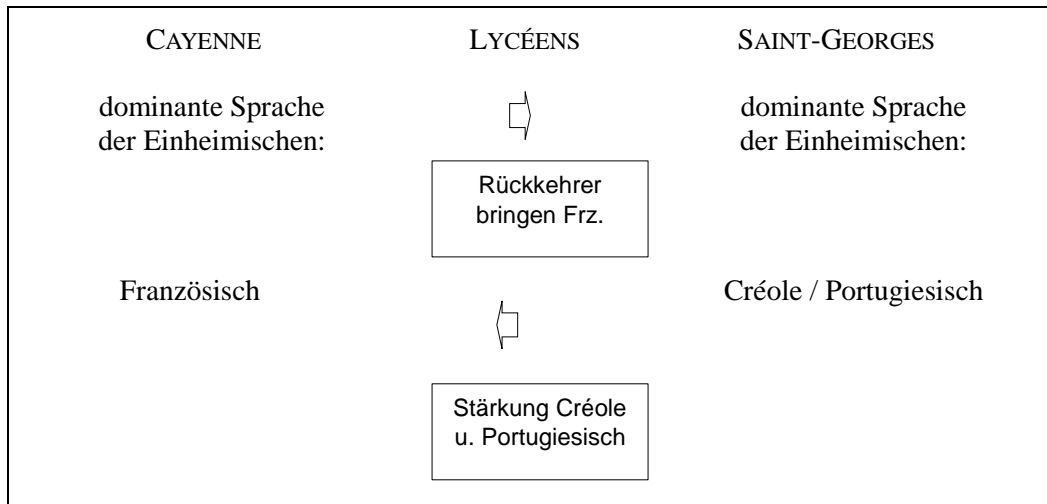 CAYENNE
LYCÉENS
SAINT-GEORGES
dominante Sprache
der Einheimischen:
dominante Sprache
der Einheimischen:
Rückkehrer
bringen Frz.
Französisch
Créole / Portugiesisch
Stärkung Créole
u. Portugiesisch